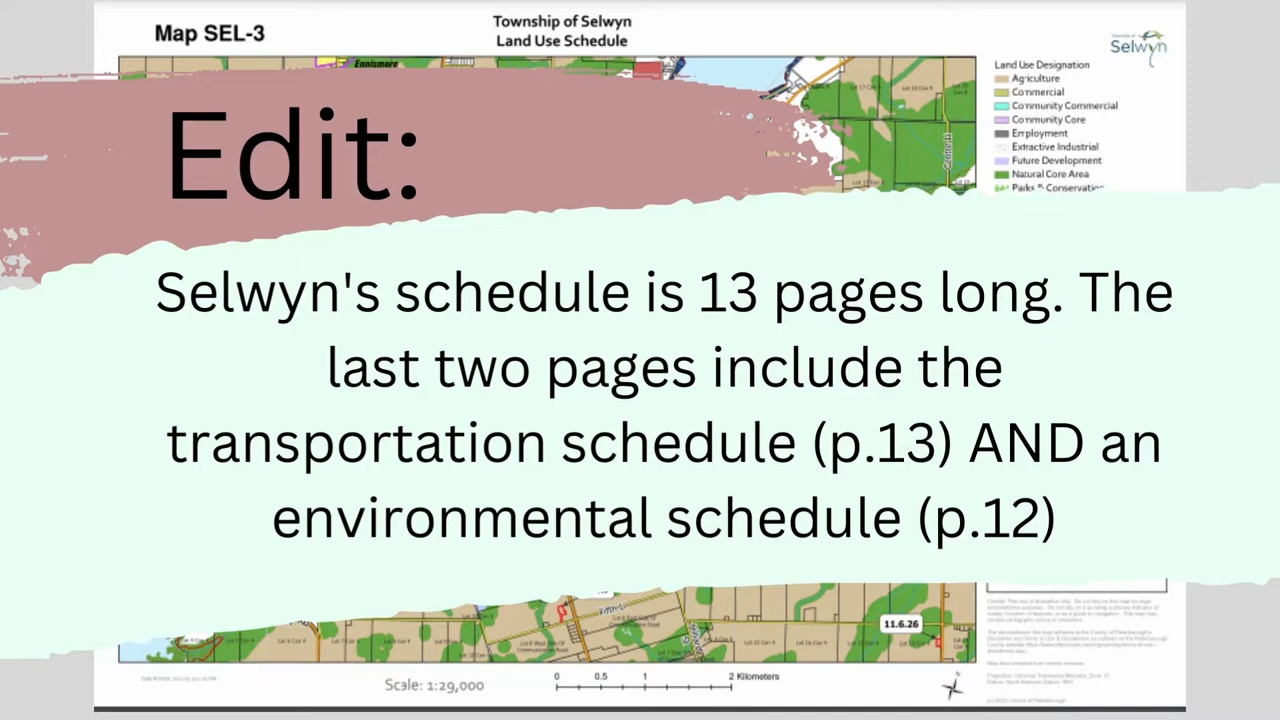 Map SEL-3
Township of Selwyn
Land Use Schedule
Selwyn
Ennismore
Land Use Designation
Agriculture
Commercial
Community Commercial
Community Core
Employment
Extractive Industrial
Future Development
Natural Core Area
Parks & Conservation
Edit:
Selwyn's schedule is 13 pages long. The
last two pages include the
transportation schedule (p.13) AND an
environmental schedule (p.12)
11.6.26
Scale: 1:29,000
0 0.5 1 2 Kilometers